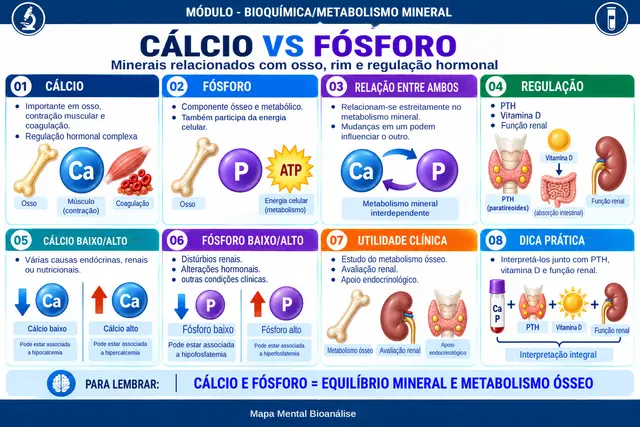 MÓDULO - BIOQUÍMICA/METABOLISMO MINERAL
CÁLCIO VS FÓSFORO
Minerais relacionados com osso, rim e regulação hormonal
01 CÁLCIO
• Importante em osso,
contração muscular e
coagulação.
• Regulação hormonal complexa
Ca
Osso
Músculo
(contração)
Coagulação
02 FÓSFORO
• Componente ósseo e metabólico.
• Também participa da energia
celular.
P
ATP
Osso
Energia celular
(metabolismo)
03 RELAÇÃO ENTRE AMBOS
• Relacionam-se estreitamente no
metabolismo mineral.
• Mudanças em um podem
influenciar o outro.
Ca
P
Metabolismo mineral
interdependente
04 REGULAÇÃO
• PTH
• Vitamina D
• Função renal
Vitamina D
PTH
(paratireoides)
(absorção intestinal)
Função renal
05 CÁLCIO BAIXO/ALTO
• Várias causas endócrinas, renais
ou nutricionais.
Ca
Ca
Cálcio baixo
Cálcio alto
Pode estar associada
a hipocalcemia
Pode estar associada
a hipercalcemia
06 FÓSFORO BAIXO/ALTO
• Distúrbios renais.
• Alterações hormonais.
• outras condições clínicas.
P
P
Fósforo baixo
Fósforo alto
Pode estar associada
a hipofosfatemia
Pode estar associada
a hiperfosfatemia
07 UTILIDADE CLÍNICA
• Estudo do metabolismo ósseo.
• Avaliação renal.
• Apoio endocrinológico.
Metabolismo ósseo
Avaliação renal
Apoio
endocrinológico
08 DICA PRÁTICA
• Interpretá-los junto com PTH,
vitamina D e função renal.
Ca
P
+
+
+
PTH
Vitamina D
Função renal
Interpretação integral
PARA LEMBRAR:
CÁLCIO E FÓSFORO = EQUILÍBRIO MINERAL E METABOLISMO ÓSSEO
Mapa Mental Bioanálise